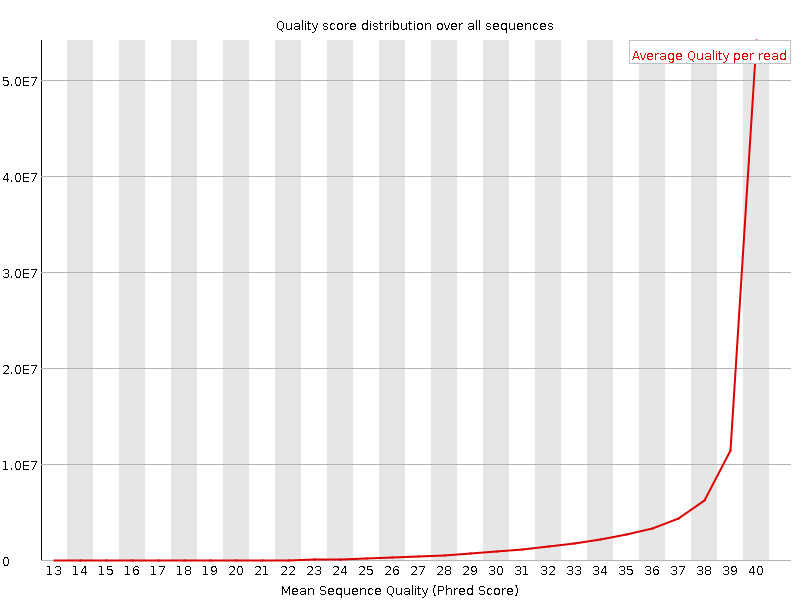 Quality score distribution over all sequences
Average Quality per read
5.0E7
4.0E7
3.0E7
2.0E7
1.0E7
0
13 14 15 16 17 18 19 20 21 22 23 24 25 26 27 28 29 30 31 32 33 34 35 36 37 38 39 40
Mean Sequence Quality (Phred Score)